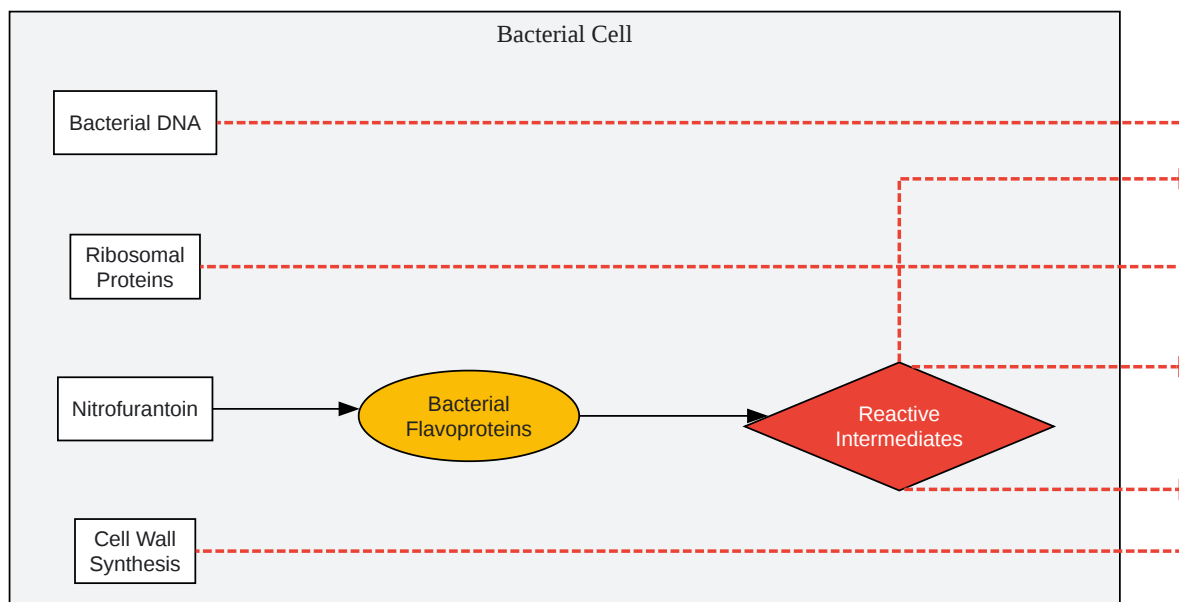 Bacterial Cell
Bacterial DNA
Ribosomal
Proteins
Nitrofurantoin
Bacterial
Flavoproteins
Reactive
Intermediates
Cell Wall
Synthesis